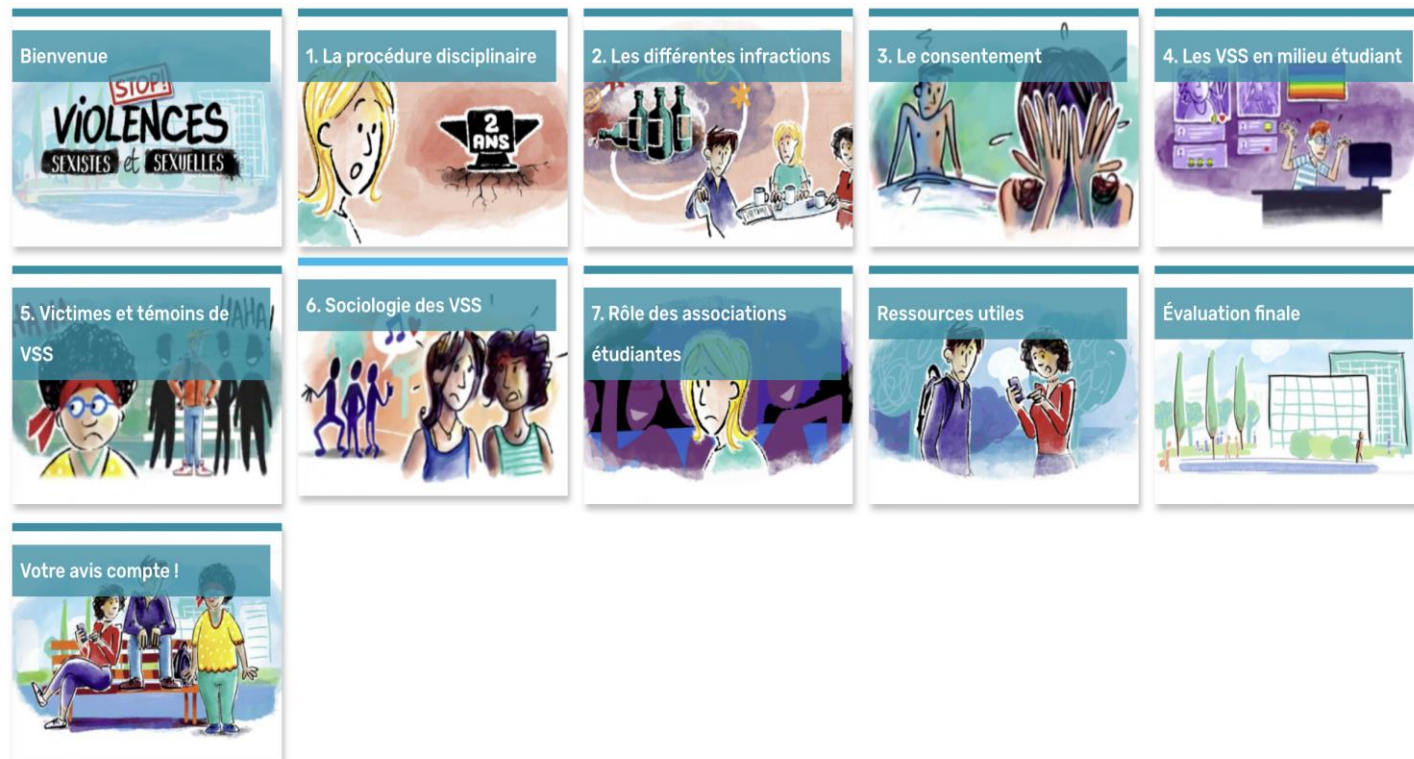 Bienvenue
STOP!
VIOLENCES
SEXISTES et SEXUELLES
1. La procédure disciplinaire
2
ANS
2. Les différentes infractions
3. Le consentement
4. Les VSS en milieu étudiant
5. Victimes et témoins de
VSS
HAHA!
6. Sociologie des VSS
7. Rôle des associations
étudiantes
Ressources utiles
Évaluation finale
Votre avis compte !